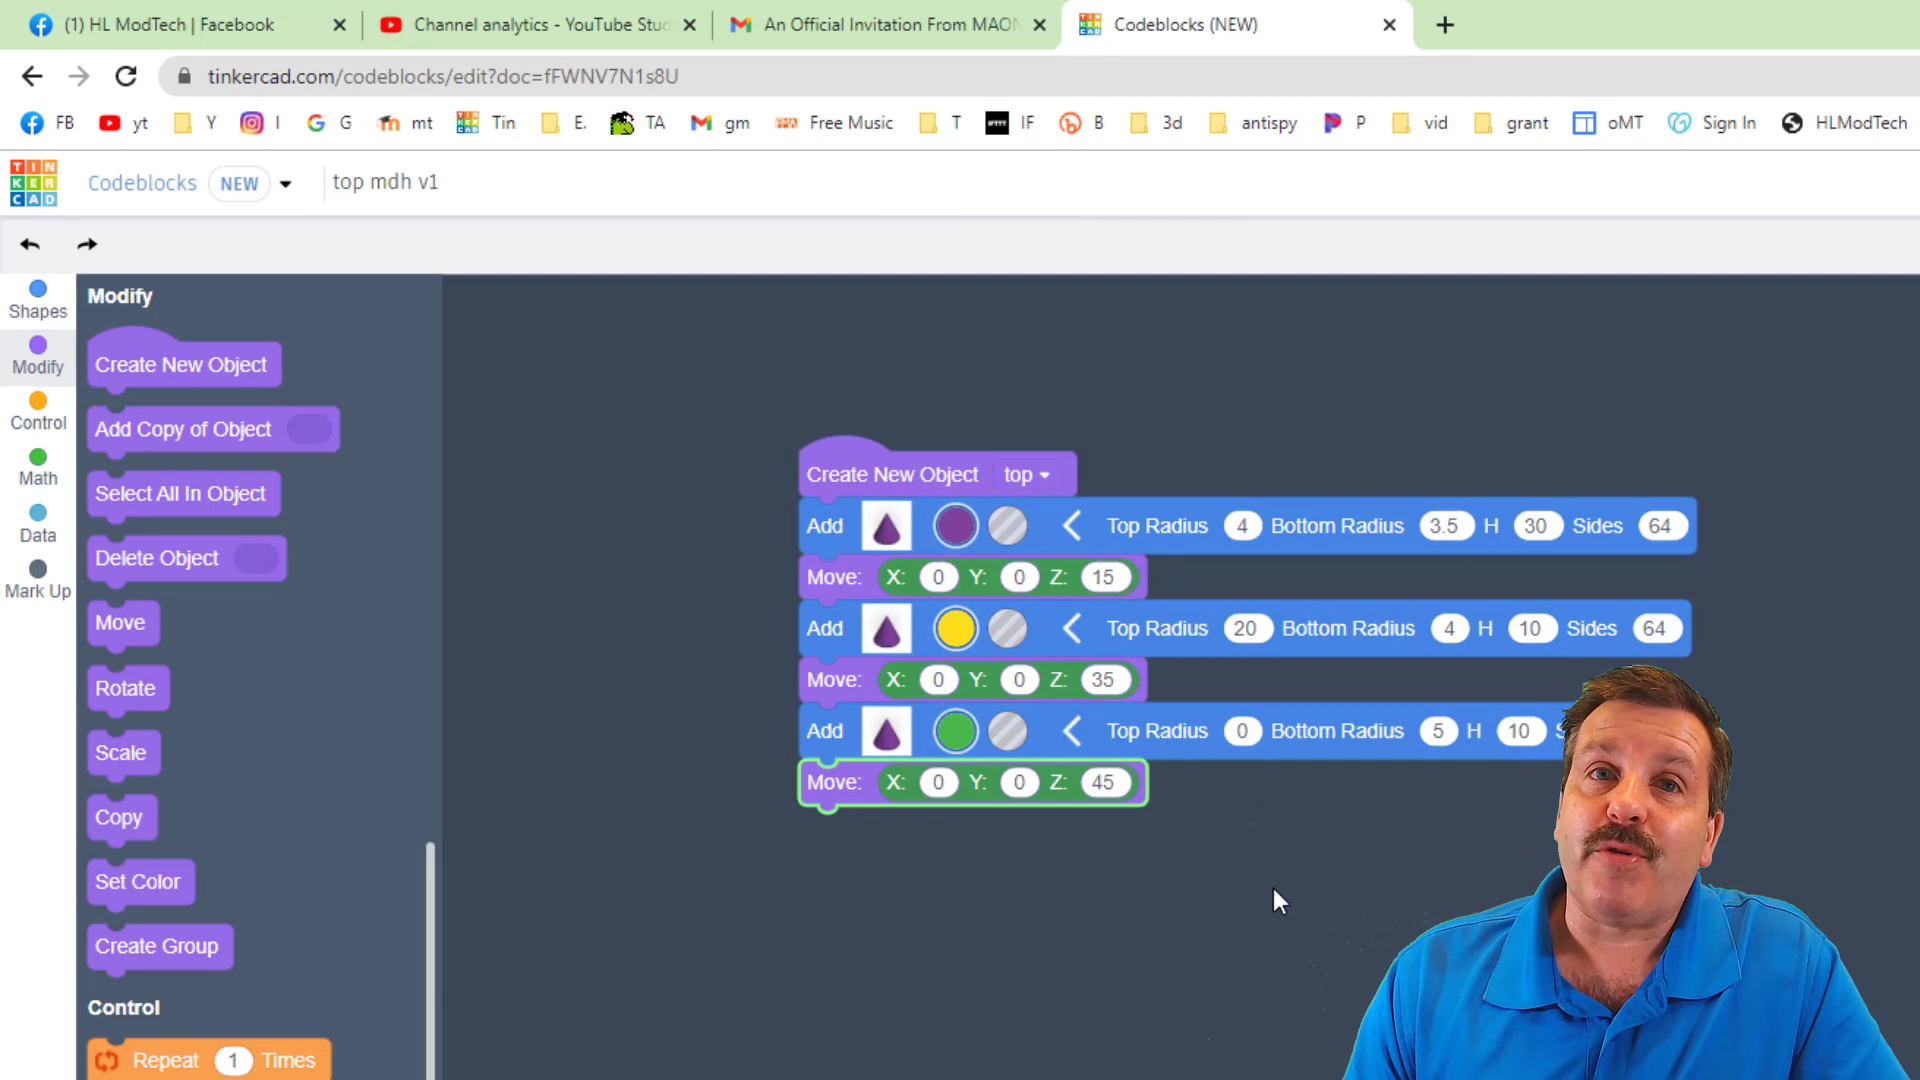 (1) HL ModTech | Facebook
Channel analytics - YouTube Stud
An Official Invitation From MAON
Codeblocks (NEW)
tinkercad.com/codeblocks/edit?doc=fFWNV7N1s8U
FB yt Y I G mt Tin E. TA gm Free Music T IF B 3d antispy P vid grant oMT Sign In HLModTech
TIN
KER
CAD
Codeblocks NEW top mdh v1
Shapes
Modify
Control
Math
Data
Mark Up
Modify
Create New Object
Add Copy of Object
Select All In Object
Delete Object
Move
Rotate
Scale
Copy
Set Color
Create Group
Control
Repeat 1 Times
Create New Object top
Add Top Radius 4 Bottom Radius 3.5 H 30 Sides 64
Move: X: 0 Y: 0 Z: 15
Add Top Radius 20 Bottom Radius 4 H 10 Sides 64
Move: X: 0 Y: 0 Z: 35
Add Top Radius 0 Bottom Radius 5 H 10
Move: X: 0 Y: 0 Z: 45